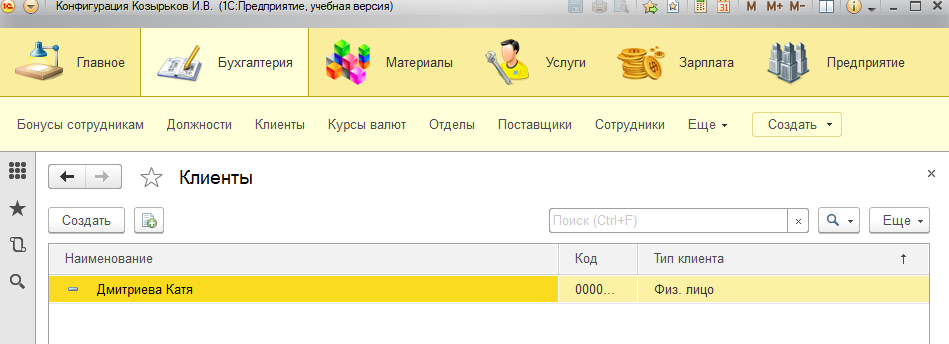 Конфигурация Козырьков И.В. (1С:Предприятие, учебная версия)
M M+ M-
31
Главное Бухгалтерия Материалы Услуги Зарплата Предприятие
Бонусы сотрудникам Должности Клиенты Курсы валют Отделы Поставщики Сотрудники Еще Создать
Клиенты
Создать Поиск (Ctrl+F) Еще
Наименование Код Тип клиента
Дмитриева Катя 0000... Физ. лицо